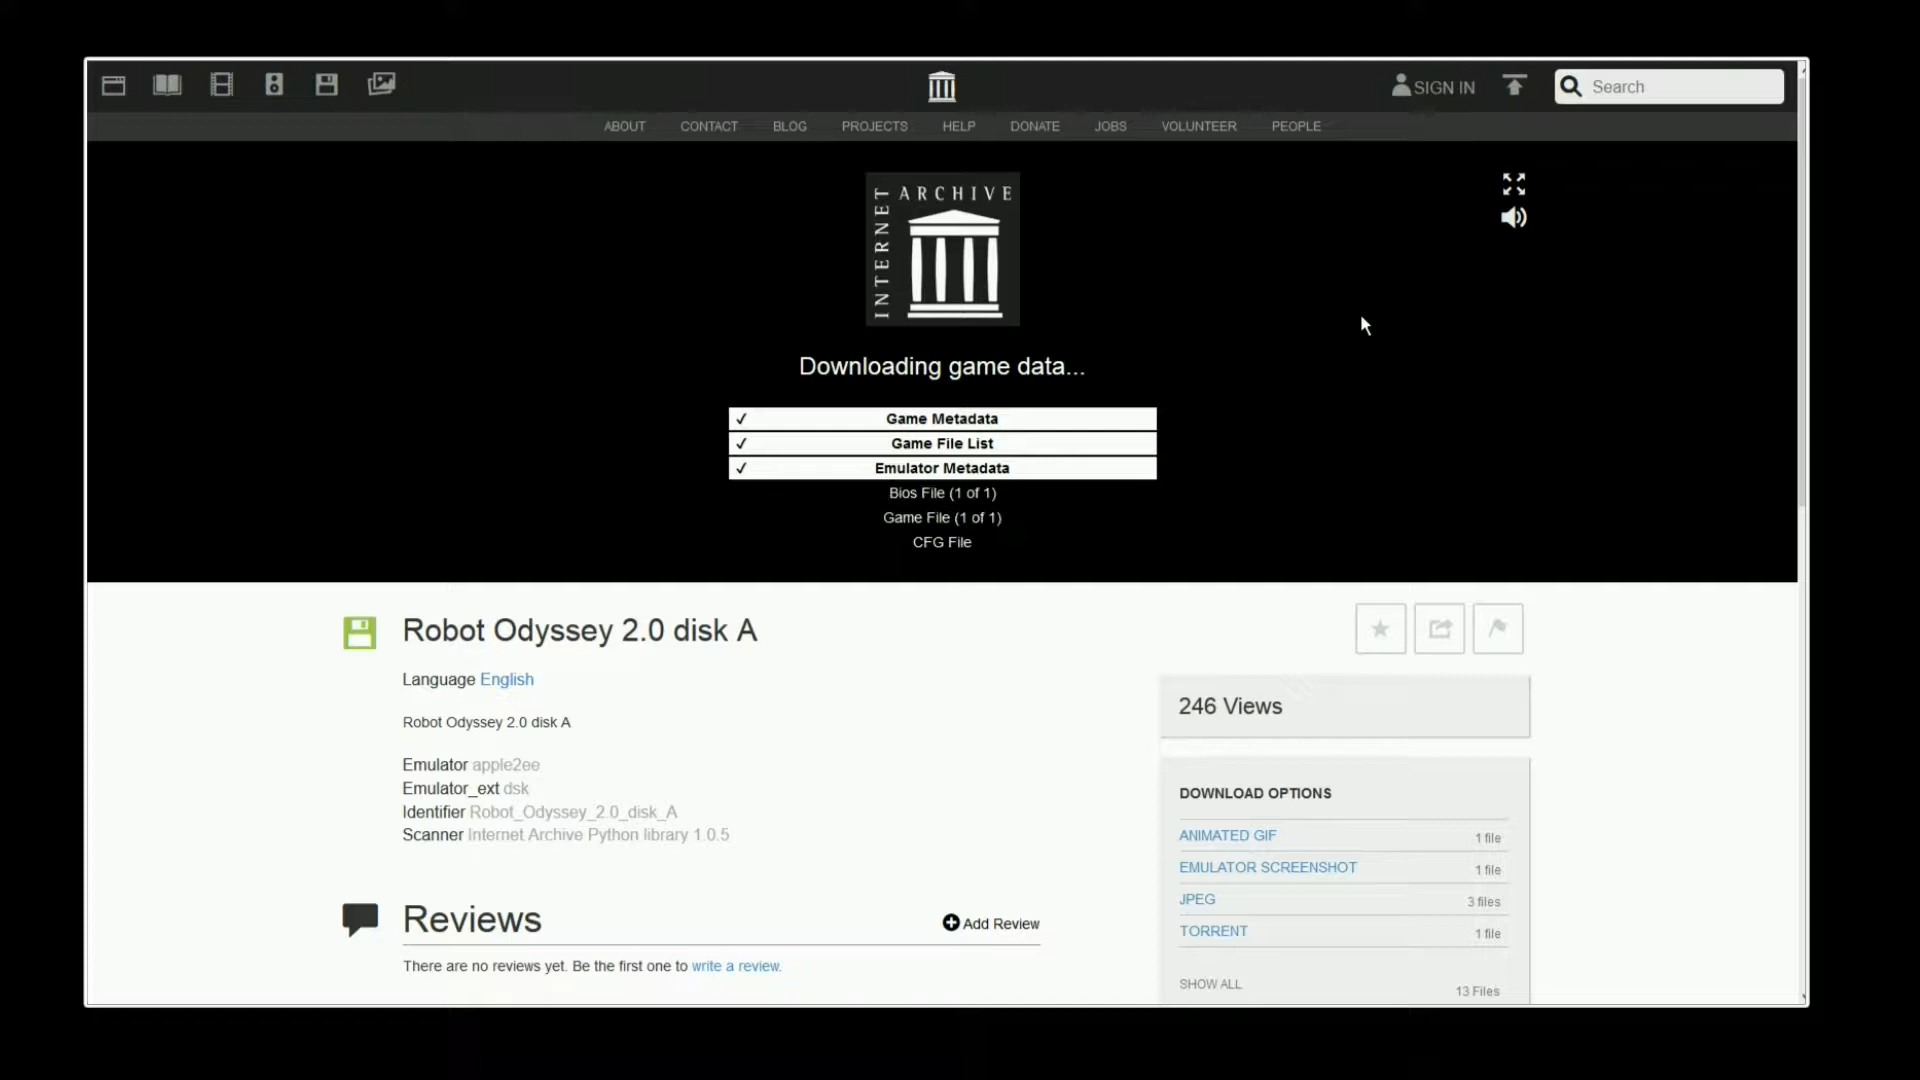 SIGN IN
Search
ABOUT CONTACT BLOG PROJECTS HELP DONATE JOBS VOLUNTEER PEOPLE
INTERNET ARCHIVE
Downloading game data...
✓ Game Metadata
✓ Game File List
✓ Emulator Metadata
Bios File (1 of 1)
Game File (1 of 1)
CFG File
Robot Odyssey 2.0 disk A
Language English
Robot Odyssey 2.0 disk A
Emulator apple2ee
Emulator_ext dsk
Identifier Robot_Odyssey_2.0_disk_A
Scanner Internet Archive Python library 1.0.5
Reviews
Add Review
There are no reviews yet. Be the first one to write a review.
246 Views
DOWNLOAD OPTIONS
ANIMATED GIF 1 file
EMULATOR SCREENSHOT 1 file
JPEG 3 files
TORRENT 1 file
SHOW ALL 13 Files